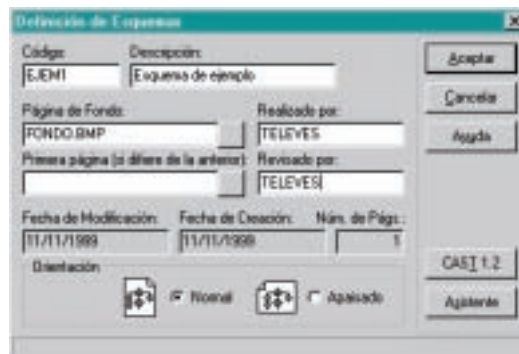 Definición de Esquemas
Código: Descripción:
EJEM1 Esquema de ejemplo
Página de Fondo: Realizado por:
FONDO.BMP TELEVES
Primera página (si difiere de la anterior): Revisado por:
TELEVES
Fecha de Modificación: Fecha de Creación: Núm. de Págs.:
11/11/1999 11/11/1999 1
Orientación
Normal Apaisado
Aceptar
Cancelar
Ayuda
CAST 1.2
Asistente